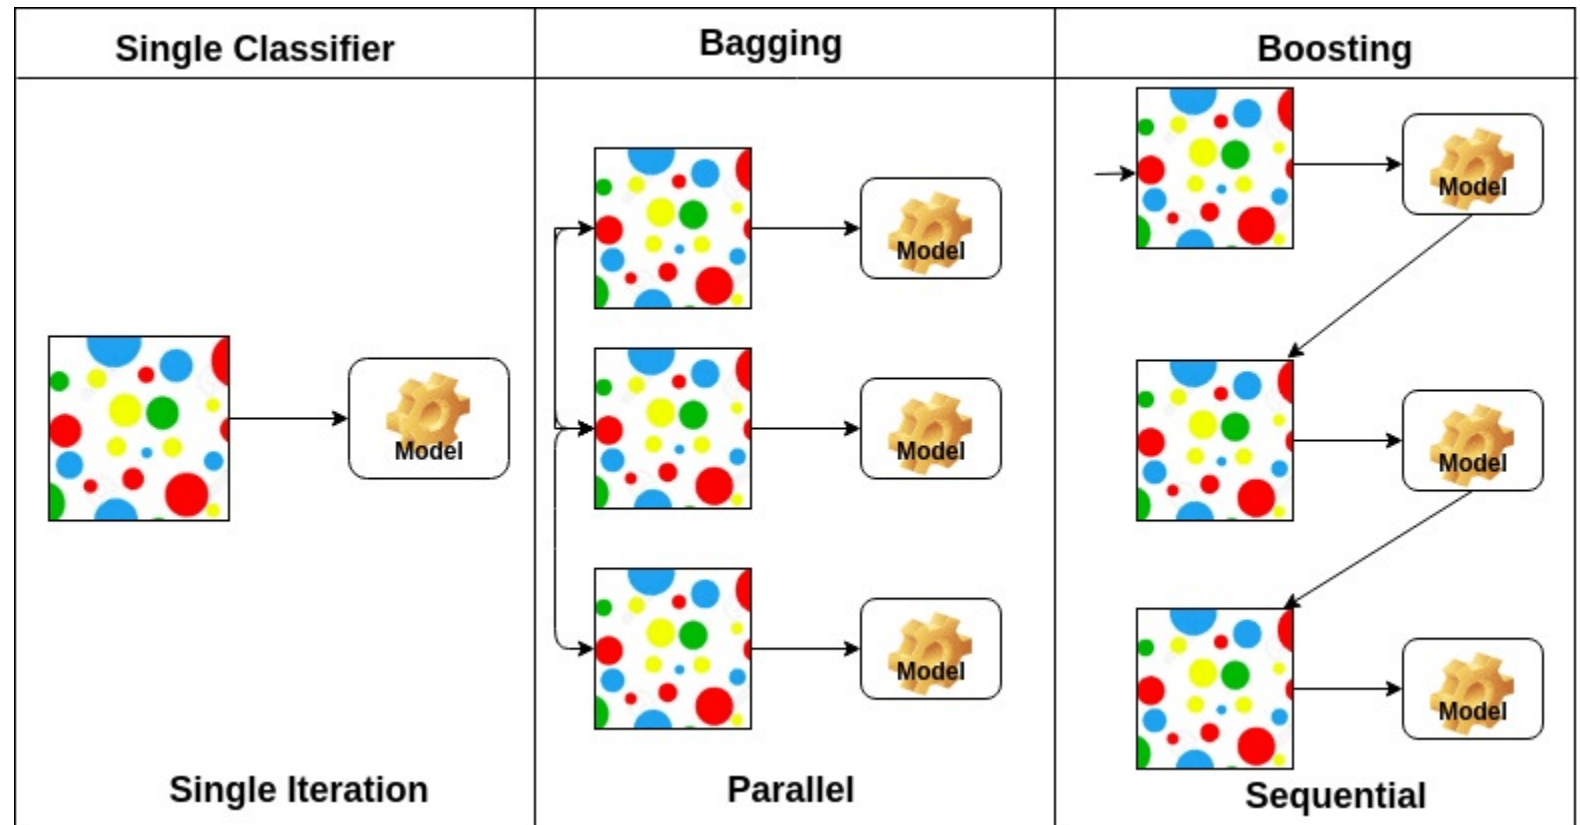 Single Classifier
Bagging
Boosting
Model
Model
Model
Model
Model
Model
Model
Single Iteration
Parallel
Sequential